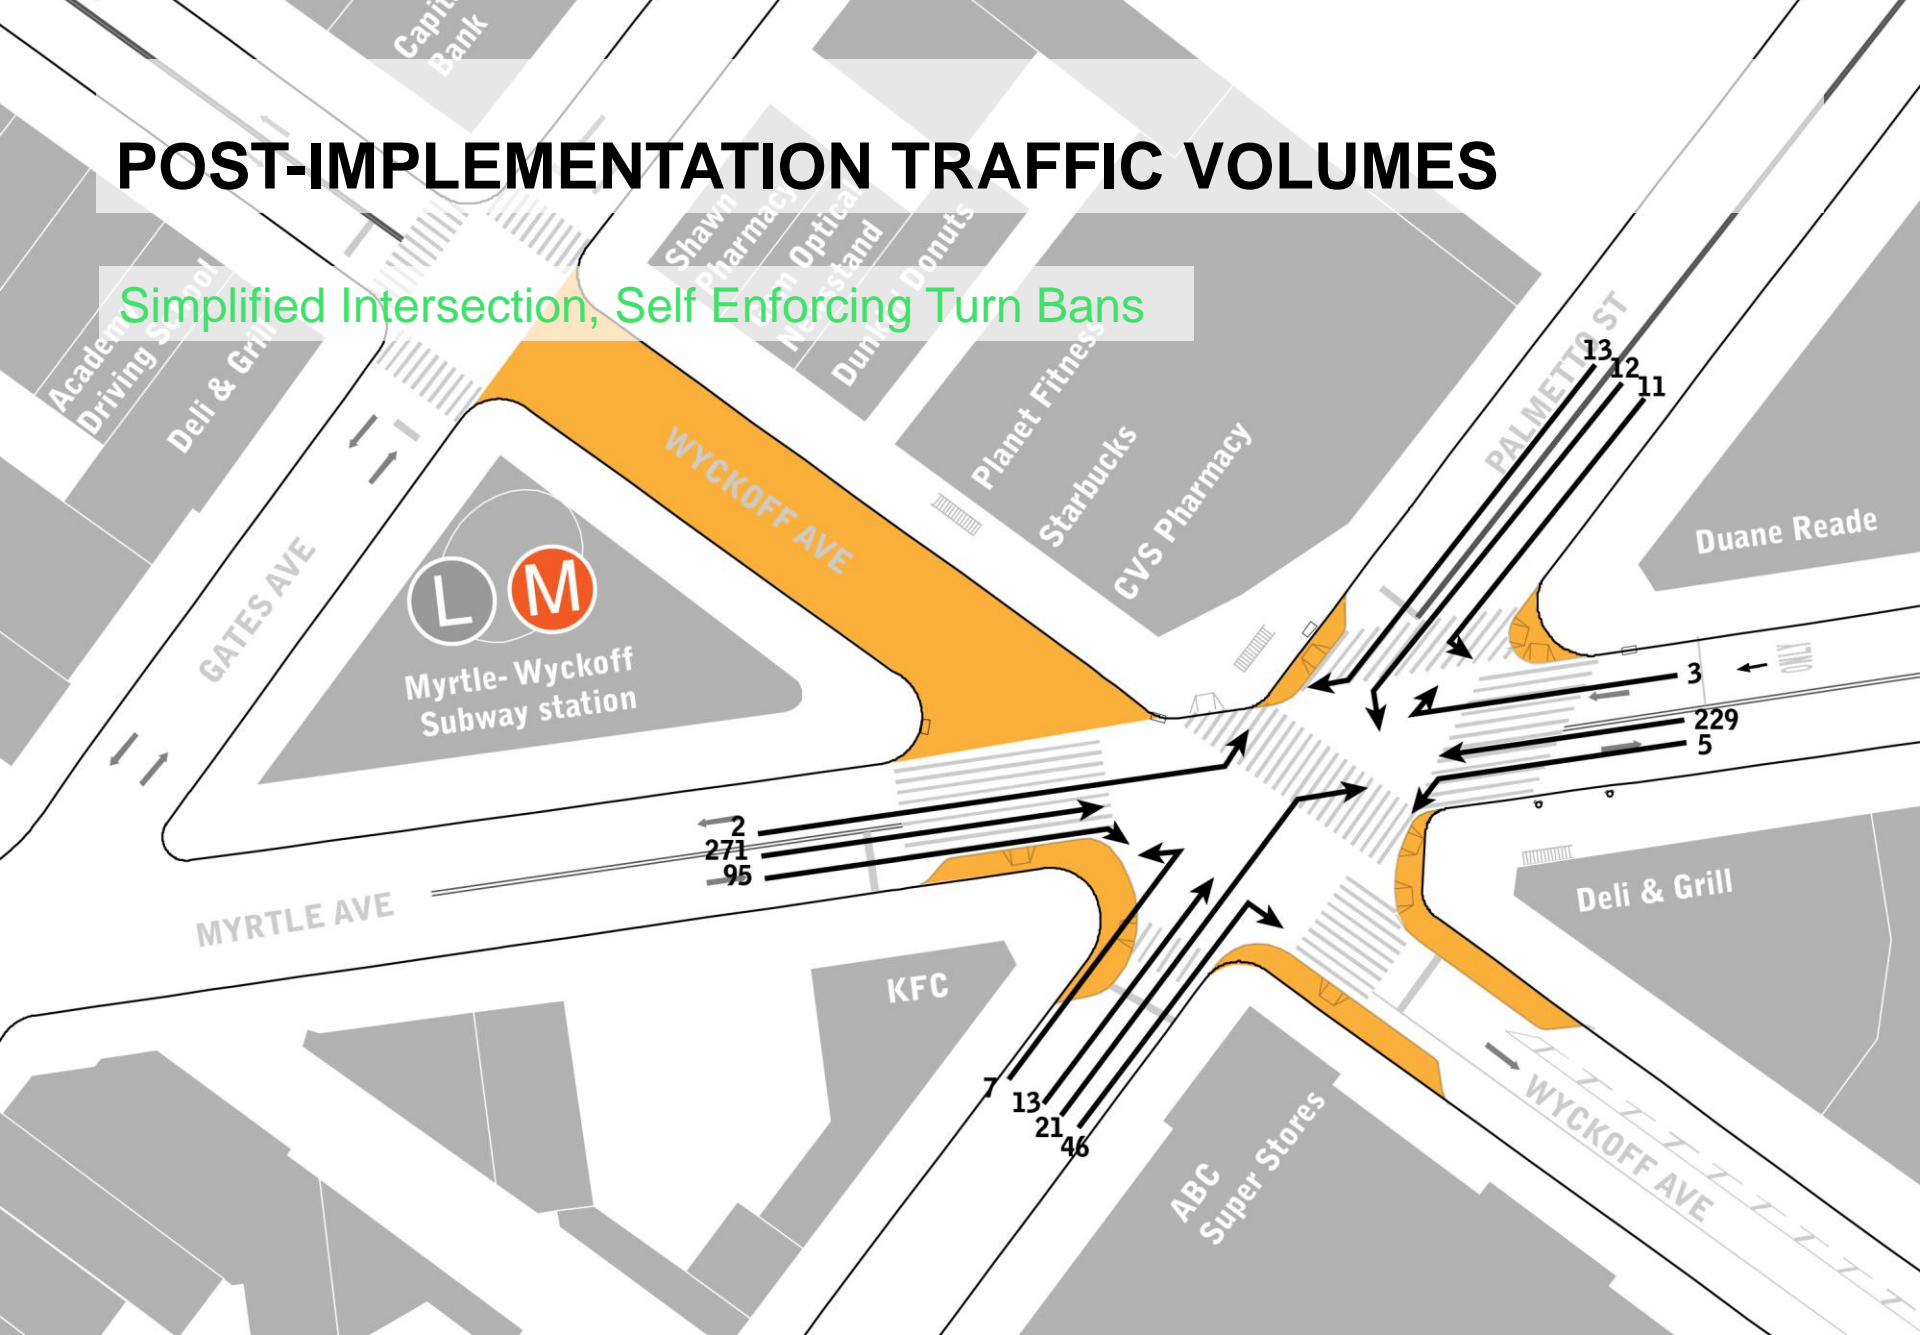 Capit
Bank
POST-IMPLEMENTATION TRAFFIC VOLUMES
Simplified Intersection, Self Enforcing Turn Bans
Shawn
Pharmacy
Optical
Newsstand
Dunkin Donuts
Academ
Driving School
Deli & Grill
Planet Fitness
Starbucks
CVS Pharmacy
WYCKOFF AVE
PALMETTO ST
13
12
11
Duane Reade
GATES AVE
L
M
Myrtle-Wyckoff
Subway station
ONLY
3
229
5
2
271
95
MYRTLE AVE
KFC
Deli & Grill
7
13
21
46
ABC
Super Stores
WYCKOFF AVE